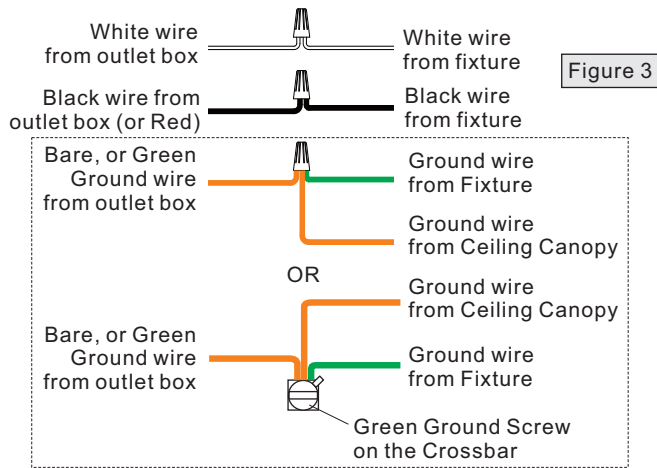 White wire
from outlet box
White wire
from fixture
Figure 3
Black wire from
outlet box (or Red)
Black wire
from fixture
Bare, or Green
Ground wire
from outlet box
Ground wire
from Fixture
Ground wire
from Ceiling Canopy
OR
Ground wire
from Ceiling Canopy
Bare, or Green
Ground wire
from outlet box
Ground wire
from Fixture
Green Ground Screw
on the Crossbar